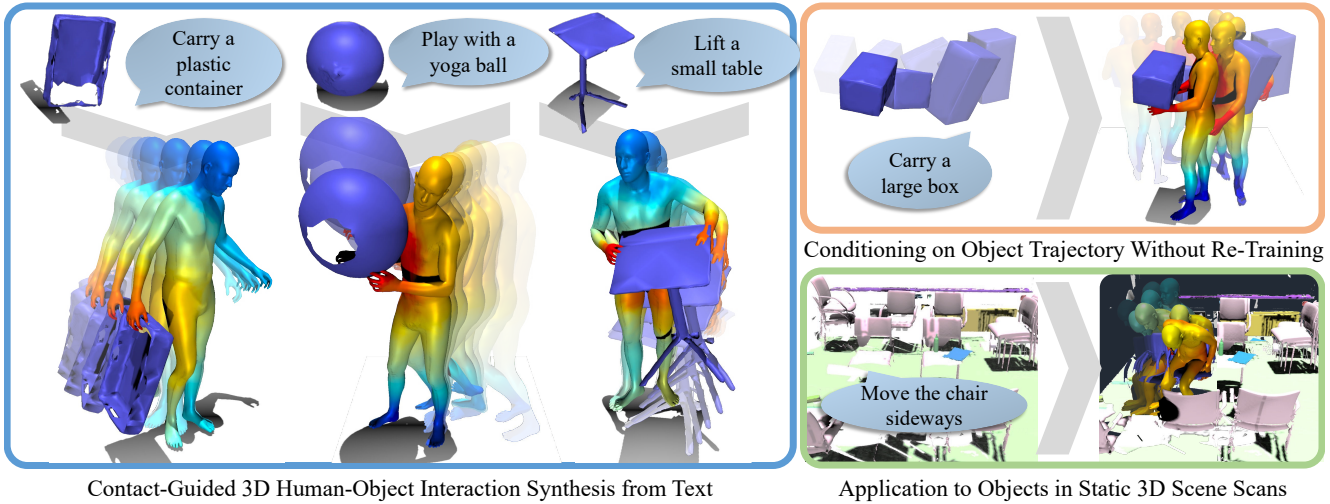 Carry a
plastic
container
Play with a
yoga ball
Lift a
small table
Contact-Guided 3D Human-Object Interaction Synthesis from Text
Carry a
large box
Conditioning on Object Trajectory Without Re-Training
Move the chair
sideways
Application to Objects in Static 3D Scene Scans